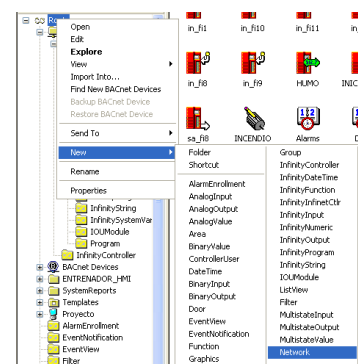 Root
Open
Edit
Explore
View
Import Into...
Find New BACnet Devices
Backup BACnet Device
Restore BACnet Device
Send To
New
Rename
Properties
InfinityString
InfinitySystemVar
IOUModule
Program
InfinityController
BACnet Devices
ENTRENADOR_HMI
SystemReports
Templates
Proyecto
AlarmEnrollment
EventNotification
EventView
Filter
in_fi1
in_fi10
in_fi11
in_fi8
in_fi9
HUMO
INIC
sa_fi8
INCENDIO
Alarms
Folder
Shortcut
AlarmEnrollment
AnalogInput
AnalogOutput
AnalogValue
Area
BinaryValue
ControllerUser
DateTime
BinaryInput
BinaryOutput
Door
EventView
EventNotification
Function
Graphics
Group
InfinityController
InfinityDateTime
InfinityFunction
InfinityInfinetCtlr
InfinityInput
InfinityNumeric
InfinityOutput
InfinityProgram
InfinityString
IOUModule
ListView
Filter
MultistateInput
MultistateOutput
MultistateValue
Network